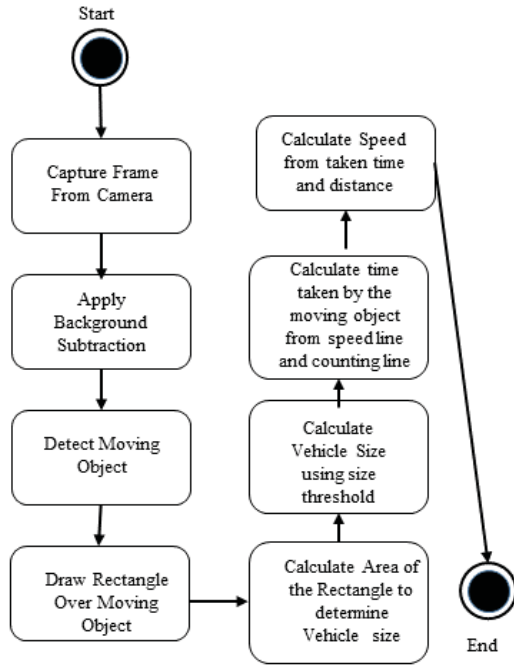 Start
Capture Frame
From Camera
Apply
Background
Subtraction
Detect Moving
Object
Draw Rectangle
Over Moving
Object
Calculate Area of
the Rectangle to
determine
Vehicle size
Calculate
Vehicle Size
using size
threshold
Calculate time
taken by the
moving object
from speed line
and counting line
Calculate Speed
from taken time
and distance
End